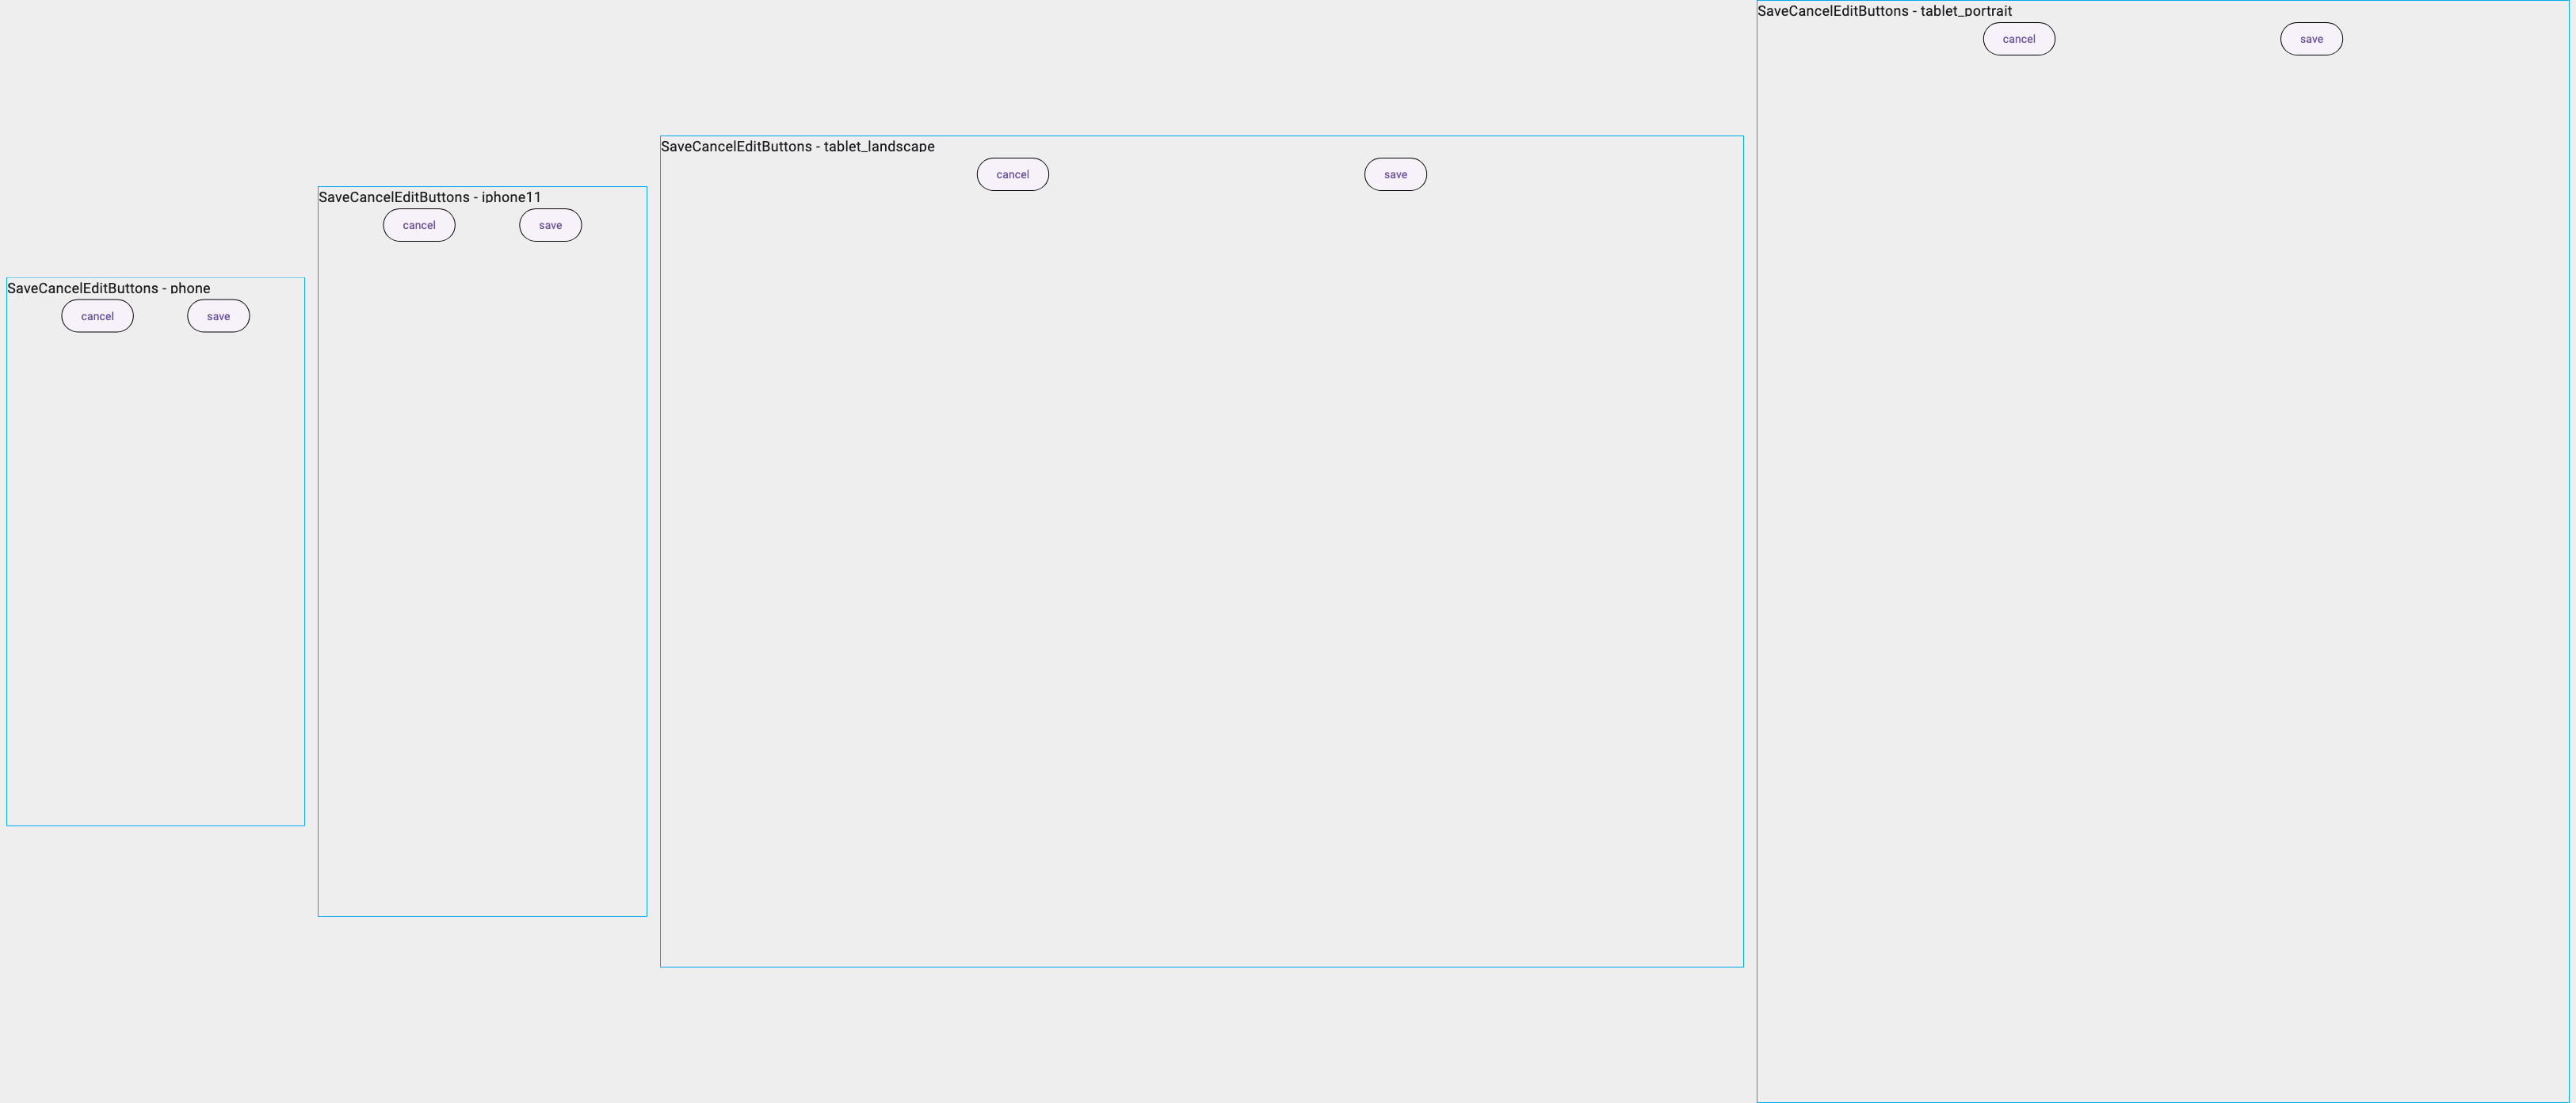 SaveCancelEditButtons - phone
cancel
save
SaveCancelEditButtons - iphone11
cancel
save
SaveCancelEditButtons - tablet_landscape
cancel
save
SaveCancelEditButtons - tablet_portrait
cancel
save